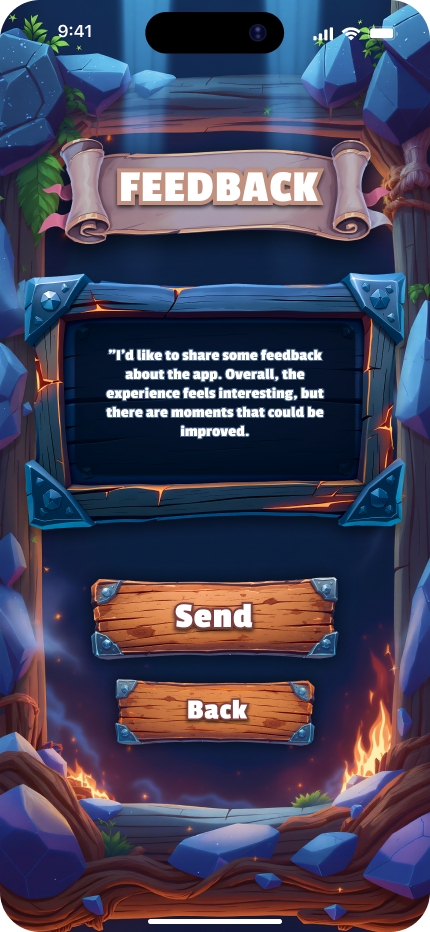 9:41
FEEDBACK
"I'd like to share some feedback
about the app. Overall, the
experience feels interesting, but
there are moments that could be
improved.
Send
Back